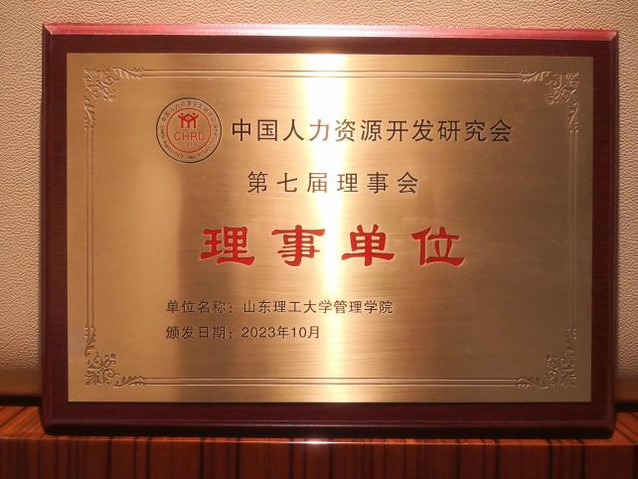 CHRD
中国人力资源开发研究会
第七届理事会
理事单位
单位名称：山东理工大学管理学院
颁发日期：2023年10月